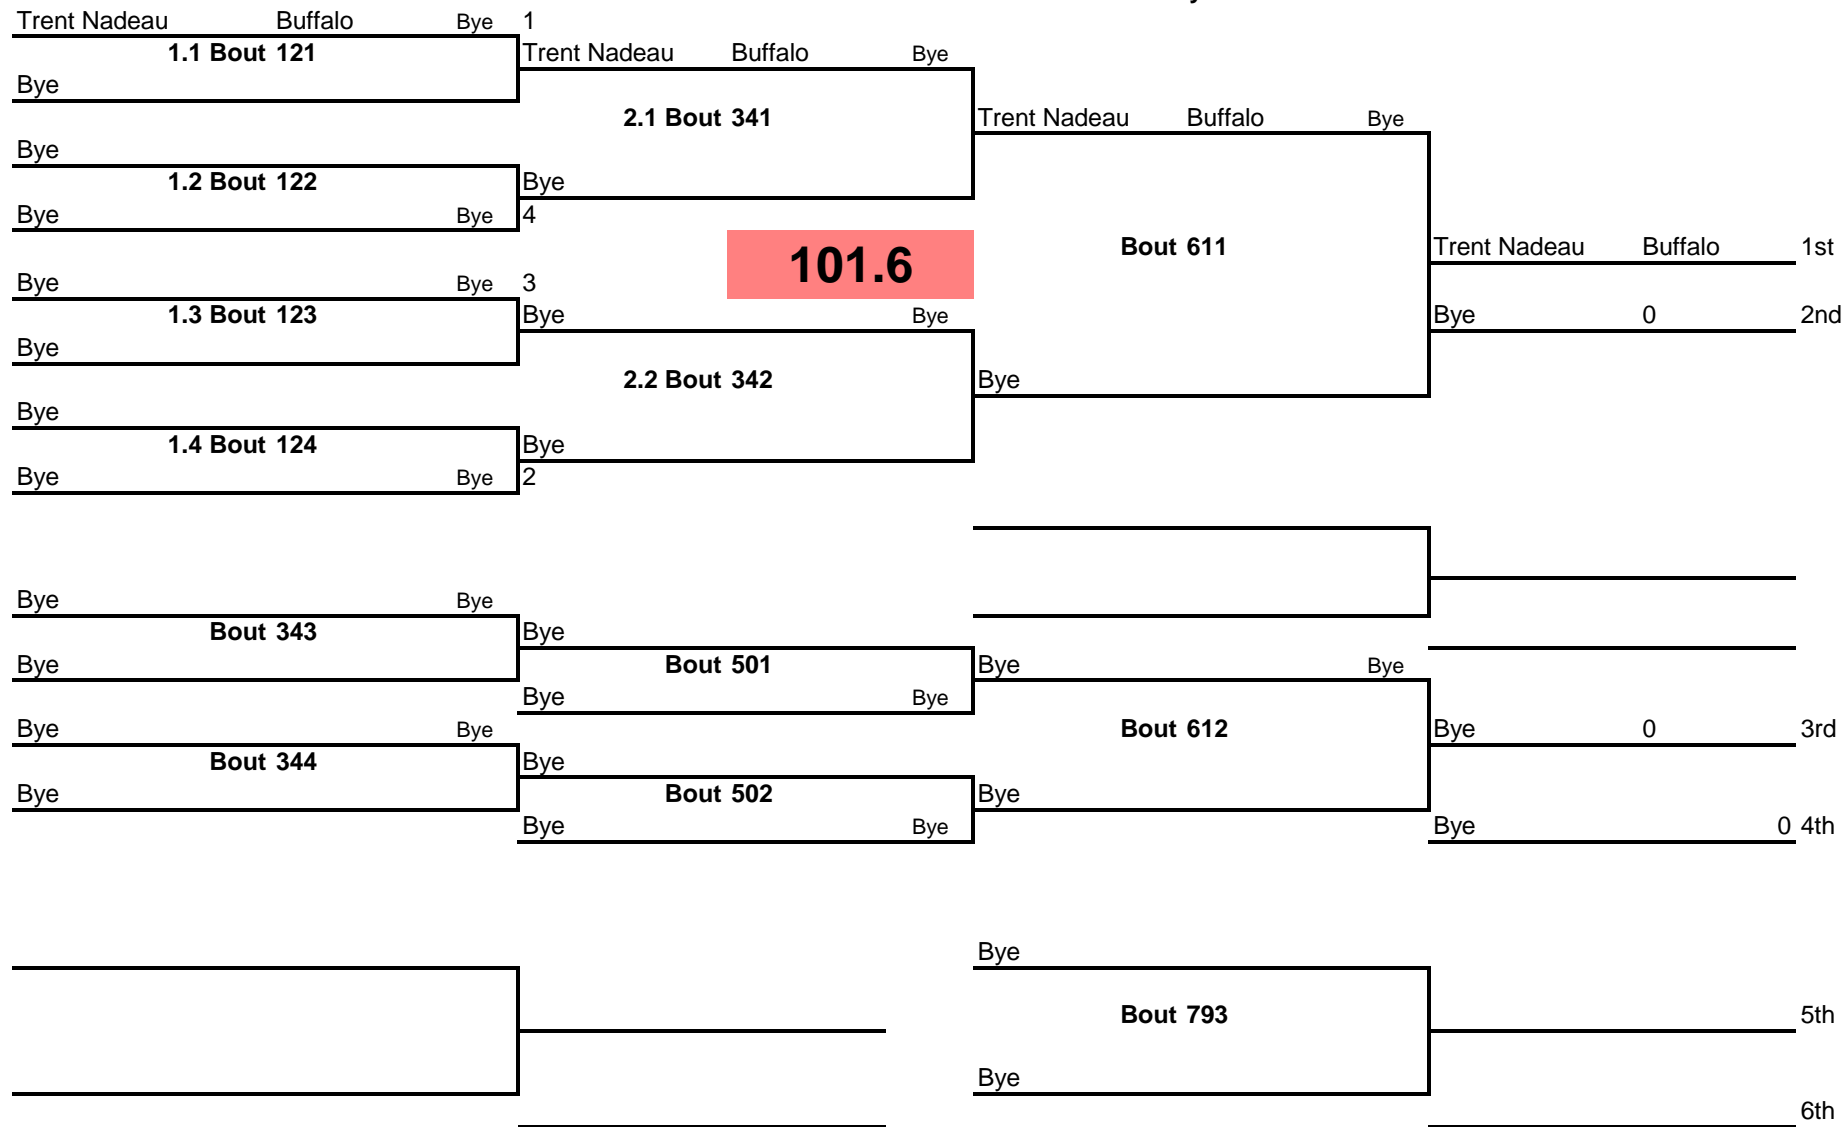 Trent Nadeau Buffalo Bye 1
1.1 Bout 121 Trent Nadeau Buffalo Bye
Bye
2.1 Bout 341 Trent Nadeau Buffalo Bye
Bye
1.2 Bout 122 Bye
Bye Bye 4
101.6 Bout 611 Trent Nadeau Buffalo 1st
Bye Bye 3
1.3 Bout 123 Bye Bye Bye 0 2nd
Bye
2.2 Bout 342 Bye
Bye
1.4 Bout 124 Bye
Bye Bye 2
Bye Bye
Bout 343 Bye
Bye Bout 501 Bye Bye
Bye Bye
Bye Bye Bout 612 Bye 0 3rd
Bout 344 Bye
Bye Bout 502 Bye
Bye Bye Bye 0 4th
Bye
Bout 793 5th
Bye
6th